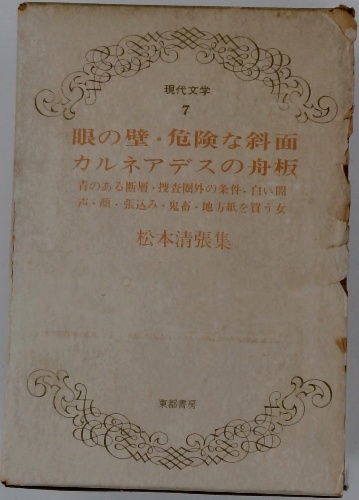 現代文学
7
眼の壁・危険な斜面
カルネアデスの舟板
青のある断層・捜査圏外の条件・白い闇
声・顔・張込み・鬼畜・地方紙を買う女
松本清張集
東都書房